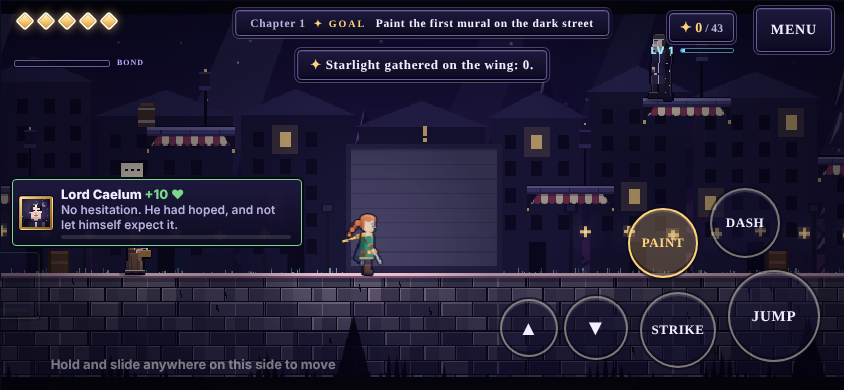 Chapter 1 ✦ GOAL Paint the first mural on the dark street
✦ 0 / 43
MENU
BOND
LV 1
✦ Starlight gathered on the wing: 0.
Lord Caelum +10 ♥
No hesitation. He had hoped, and not
let himself expect it.
DASH
PAINT
JUMP
▲
▼
STRIKE
Hold and slide anywhere on this side to move